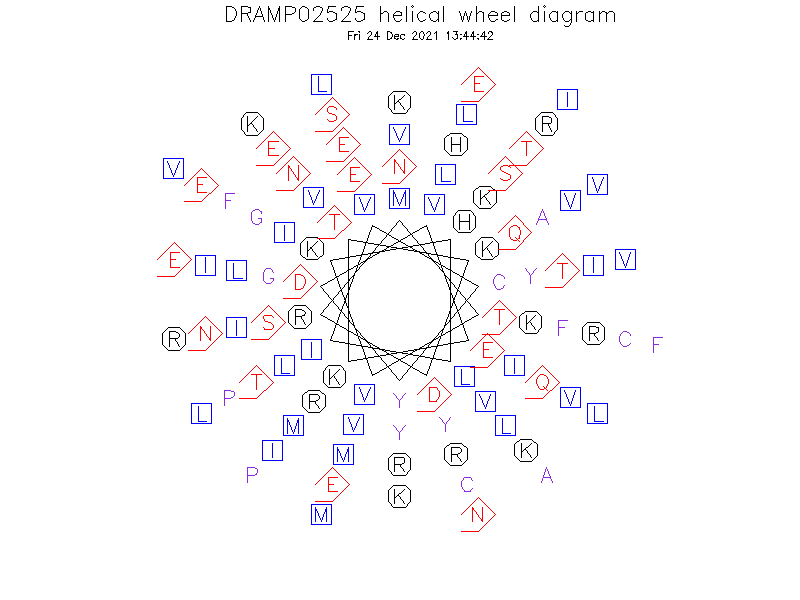 DRAMP02525 helical wheel diagram
Fri 24 Dec 2021 13:44:42
L E
K I
S L
K R
E V H T
E
V N E N L S V
E V V M V K V
F T H A
G Q
I K K
E I L G D C Y T I V
R N I S R T K F R C F
L I E I
P T K L Q V
L R V Y D V L
M V Y Y L
P I M R R K A
E K C
M N